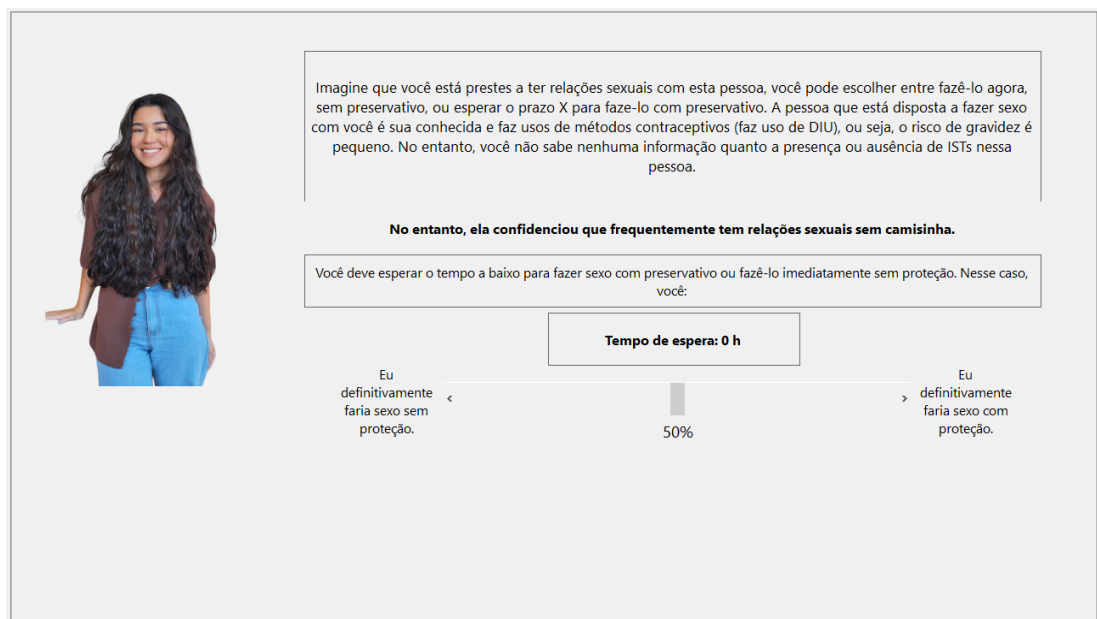 Imagine que você está prestes a ter relações sexuais com esta pessoa, você pode escolher entre fazê-lo agora,
sem preservativo, ou esperar o prazo X para faze-lo com preservativo. A pessoa que está disposta a fazer sexo
com você é sua conhecida e faz usos de métodos contraceptivos (faz uso de DIU), ou seja, o risco de gravidez é
pequeno. No entanto, você não sabe nenhuma informação quanto a presença ou ausência de ISTs nessa
pessoa.
No entanto, ela confidenciou que frequentemente tem relações sexuais sem camisinha.
Você deve esperar o tempo a baixo para fazer sexo com preservativo ou fazê-lo imediatamente sem proteção. Nesse caso,
você:
Tempo de espera: 0 h
Eu
definitivamente
faria sexo sem
proteção.
50%
Eu
definitivamente
faria sexo com
proteção.